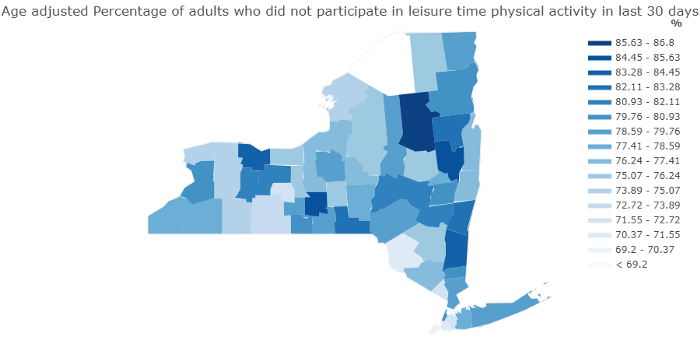 Age adjusted Percentage of adults who did not participate in leisure time physical activity in last 30 days
%
85.63 - 86.8
84.45 - 85.63
83.28 - 84.45
82.11 - 83.28
80.93 - 82.11
79.76 - 80.93
78.59 - 79.76
77.41 - 78.59
76.24 - 77.41
75.07 - 76.24
73.89 - 75.07
72.72 - 73.89
71.55 - 72.72
70.37 - 71.55
69.2 - 70.37
< 69.2